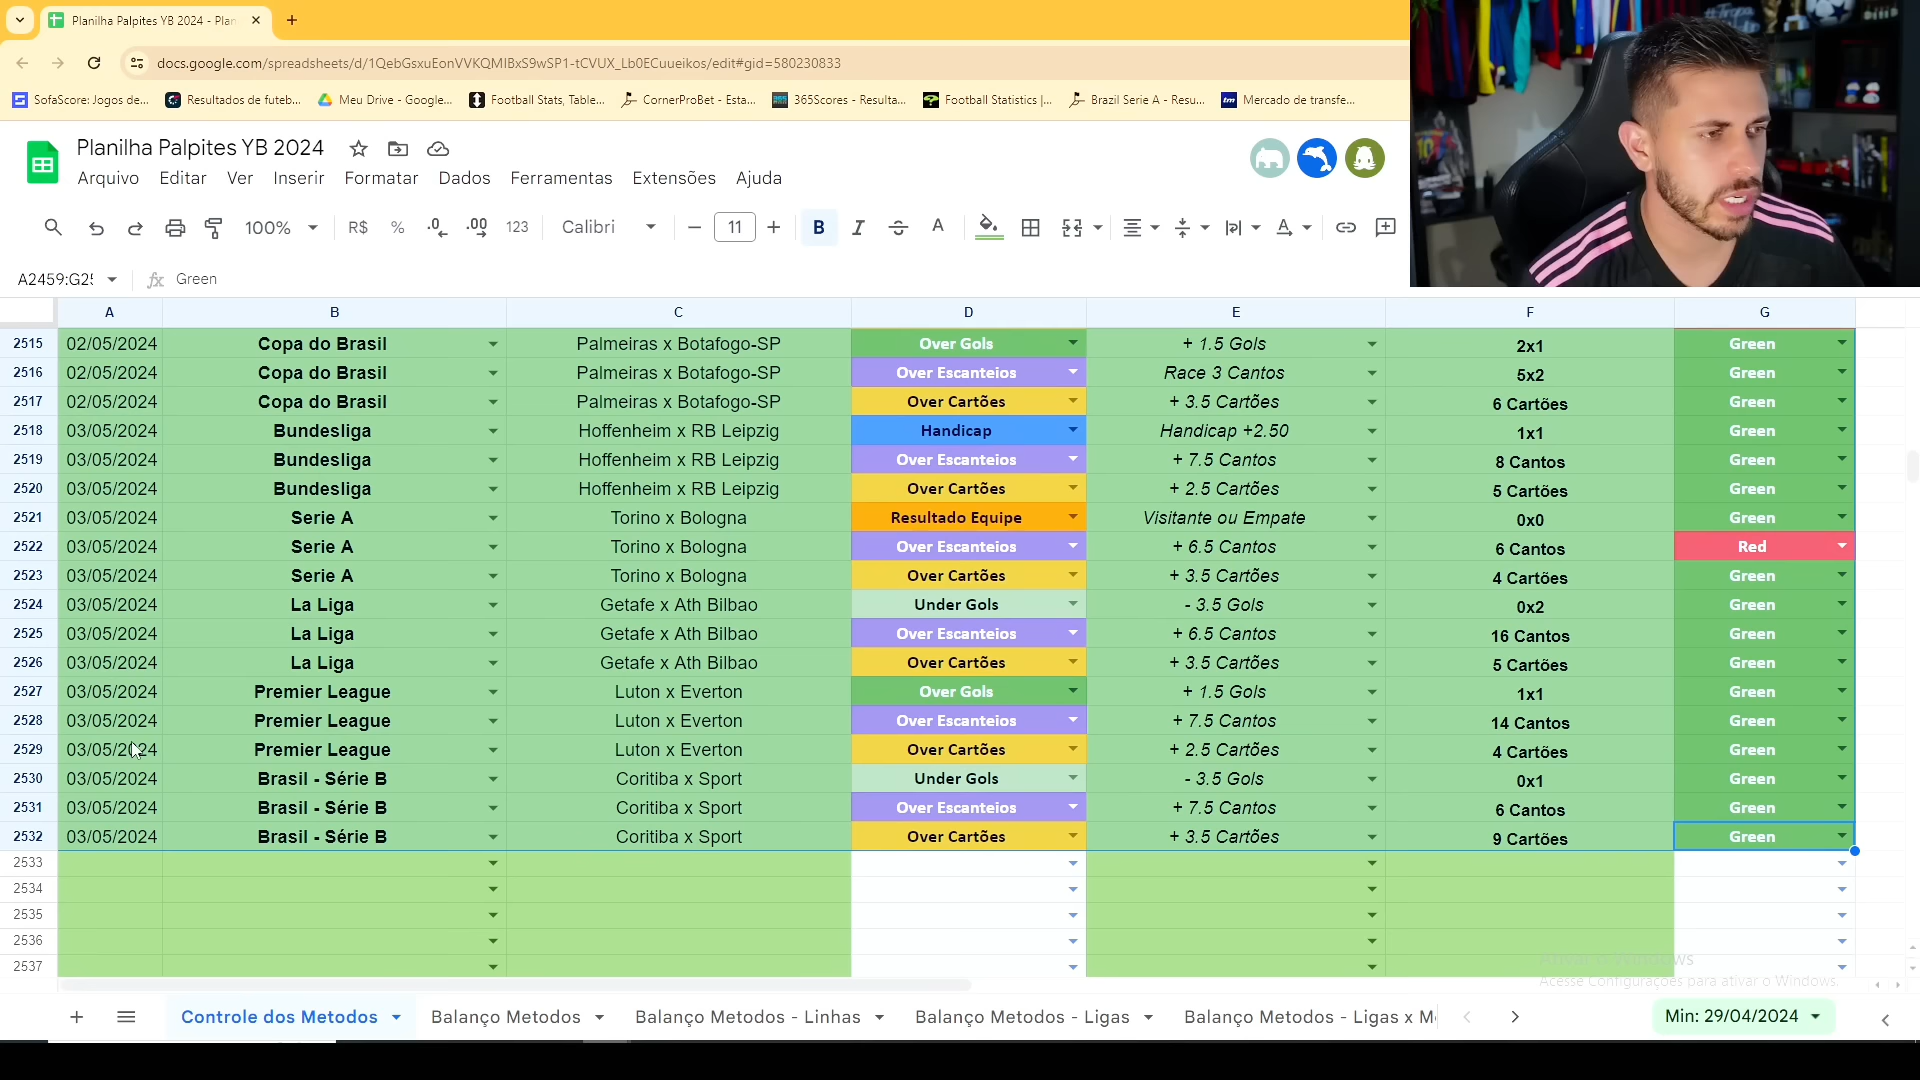 Planilha Palpites YB 2024 - Plan
docs.google.com/spreadsheets/d/1QebGsxuEonVVKQMIBxS9wSP1-tCVUX_Lb0ECuueikos/edit#gid=580230833
SofaScore: Jogos de... Resultados de futeb... Meu Drive - Google... Football Stats, Table... CornerProBet - Esta... 365Scores - Resulta... Football Statistics |... Brazil Serie A - Resu... Mercado de transfe...
Planilha Palpites YB 2024
Arquivo Editar Ver Inserir Formatar Dados Ferramentas Extensões Ajuda
100% R$ % .0 .00 123 Calibri 11 B I S A A
A2459:G25 fx Green
A B C D E F G
2515 02/05/2024 Copa do Brasil Palmeiras x Botafogo-SP Over Gols + 1.5 Gols 2x1 Green
2516 02/05/2024 Copa do Brasil Palmeiras x Botafogo-SP Over Escanteios Race 3 Cantos 5x2 Green
2517 02/05/2024 Copa do Brasil Palmeiras x Botafogo-SP Over Cartões + 3.5 Cartões 6 Cartões Green
2518 03/05/2024 Bundesliga Hoffenheim x RB Leipzig Handicap Handicap +2.50 1x1 Green
2519 03/05/2024 Bundesliga Hoffenheim x RB Leipzig Over Escanteios + 7.5 Cantos 8 Cantos Green
2520 03/05/2024 Bundesliga Hoffenheim x RB Leipzig Over Cartões + 2.5 Cartões 5 Cartões Green
2521 03/05/2024 Serie A Torino x Bologna Resultado Equipe Visitante ou Empate 0x0 Green
2522 03/05/2024 Serie A Torino x Bologna Over Escanteios + 6.5 Cantos 6 Cantos Red
2523 03/05/2024 Serie A Torino x Bologna Over Cartões + 3.5 Cartões 4 Cartões Green
2524 03/05/2024 La Liga Getafe x Ath Bilbao Under Gols - 3.5 Gols 0x2 Green
2525 03/05/2024 La Liga Getafe x Ath Bilbao Over Escanteios + 6.5 Cantos 16 Cantos Green
2526 03/05/2024 La Liga Getafe x Ath Bilbao Over Cartões + 3.5 Cartões 5 Cartões Green
2527 03/05/2024 Premier League Luton x Everton Over Gols + 1.5 Gols 1x1 Green
2528 03/05/2024 Premier League Luton x Everton Over Escanteios + 7.5 Cantos 14 Cantos Green
2529 03/05/2024 Premier League Luton x Everton Over Cartões + 2.5 Cartões 4 Cartões Green
2530 03/05/2024 Brasil - Série B Coritiba x Sport Under Gols - 3.5 Gols 0x1 Green
2531 03/05/2024 Brasil - Série B Coritiba x Sport Over Escanteios + 7.5 Cantos 6 Cantos Green
2532 03/05/2024 Brasil - Série B Coritiba x Sport Over Cartões + 3.5 Cartões 9 Cartões Green
2533
2534
2535
2536
2537
Ativar o Windows
Acesse Configurações para ativar o Windows.
Controle dos Metodos Balanço Metodos Balanço Metodos - Linhas Balanço Metodos - Ligas Balanço Metodos - Ligas x M Min: 29/04/2024